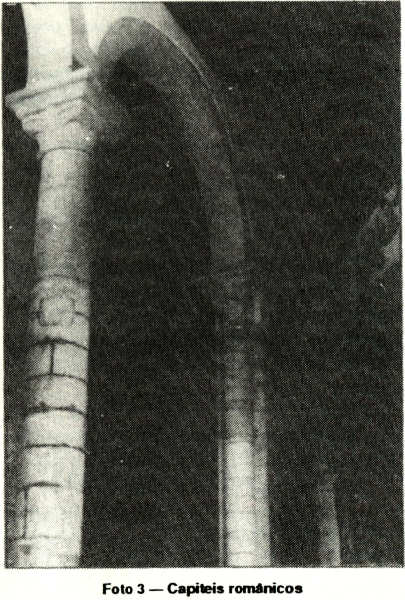 Foto 3 — Capiteis românicos